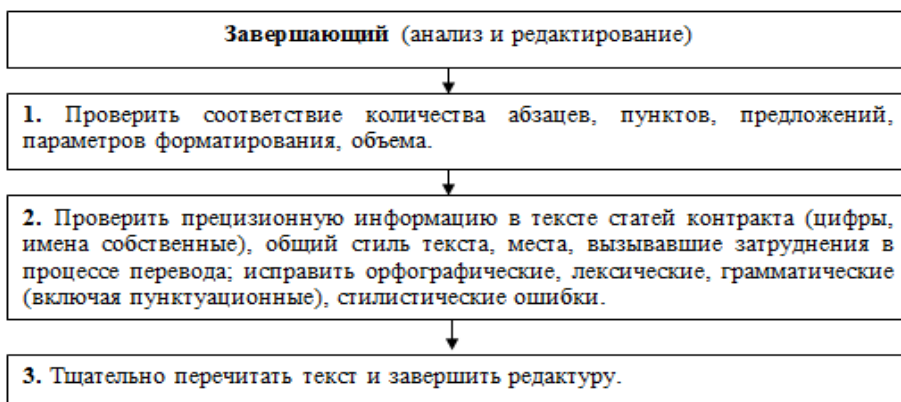 Завершающий (анализ и редактирование)
1. Проверить соответствие количества абзацев, пунктов, предложений,
параметров форматирования, объема.
2. Проверить прецизионную информацию в тексте статей контракта (цифры,
имена собственные), общий стиль текста, места, вызывавшие затруднения в
процессе перевода; исправить орфографические, лексические, грамматические
(включая пунктуационные), стилистические ошибки.
3. Тщательно перечитать текст и завершить редактуру.